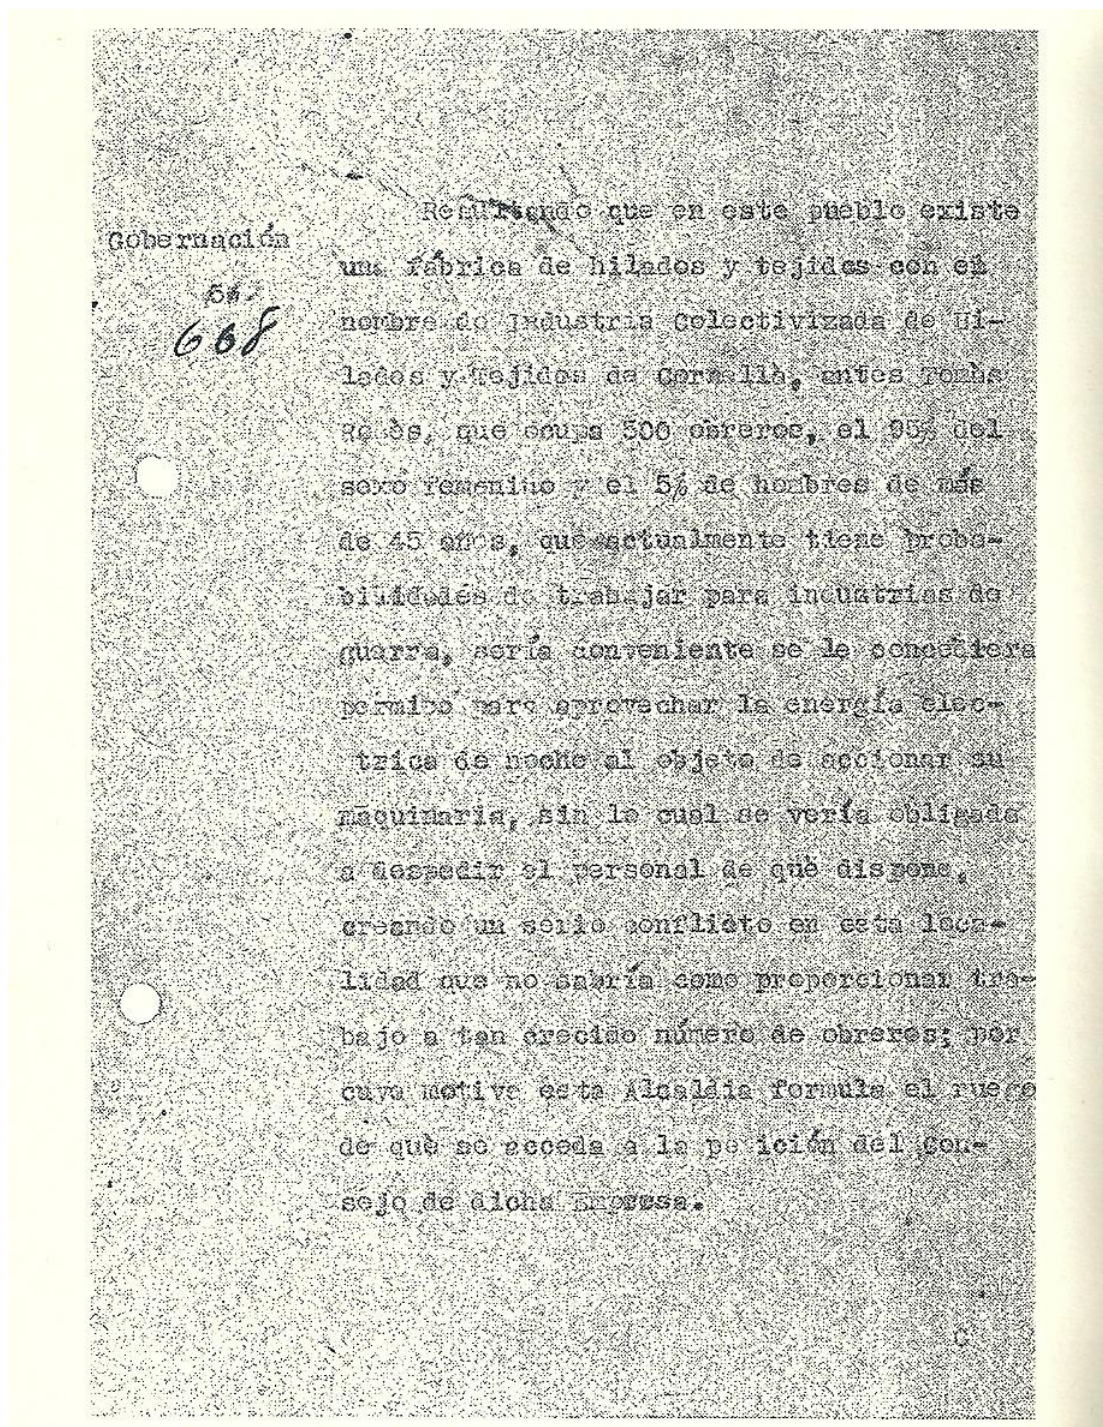 Gobernación
668
Resultando que en este pueblo existe
una fábrica de hilados y tejidos con el
nombre de Industria Colectivizada de Hi-
lados y Tejidos de Cornellà, antes
que ocupa 500 obreros, el 95% del
sexo femenino y el 5% de hombres de más
de 45 años, que actualmente tiene proba-
bilidades de trabajar para industrias de
guerra, sería conveniente se le concediera
permiso para aprovechar la energía eléc-
trica de noche al objeto de accionar su
maquinaria, sin lo cual se vería obligada
a despedir el personal de què dispone,
creando un serio conflicto en esta loca-
lidad que no sabría como proporcionar tra-
bajo a tan crecido número de obreros; por
cuyo motivo esta Alcaldía formula el ruego
de què se acceda a la pe ición del Con-
sejo de dicha Empresa.